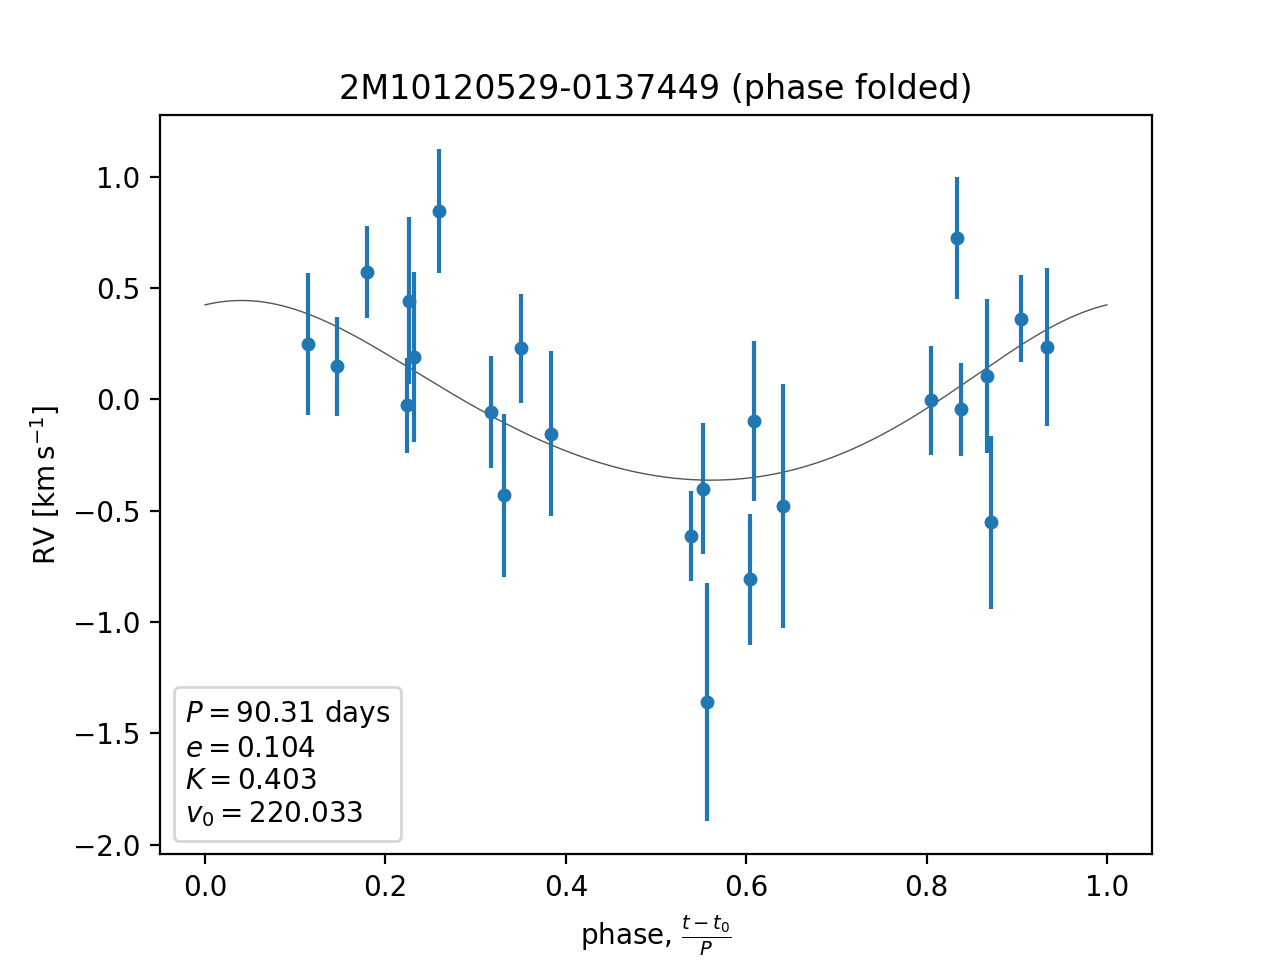 2M10120529-0137449 (phase folded)
1.0
0.5
0.0
−0.5
−1.0
−1.5
−2.0
RV [km s⁻¹]
P = 90.31 days
e = 0.104
K = 0.403
v₀ = 220.033
0.0 0.2 0.4 0.6 0.8 1.0
phase, (t − t₀)/P